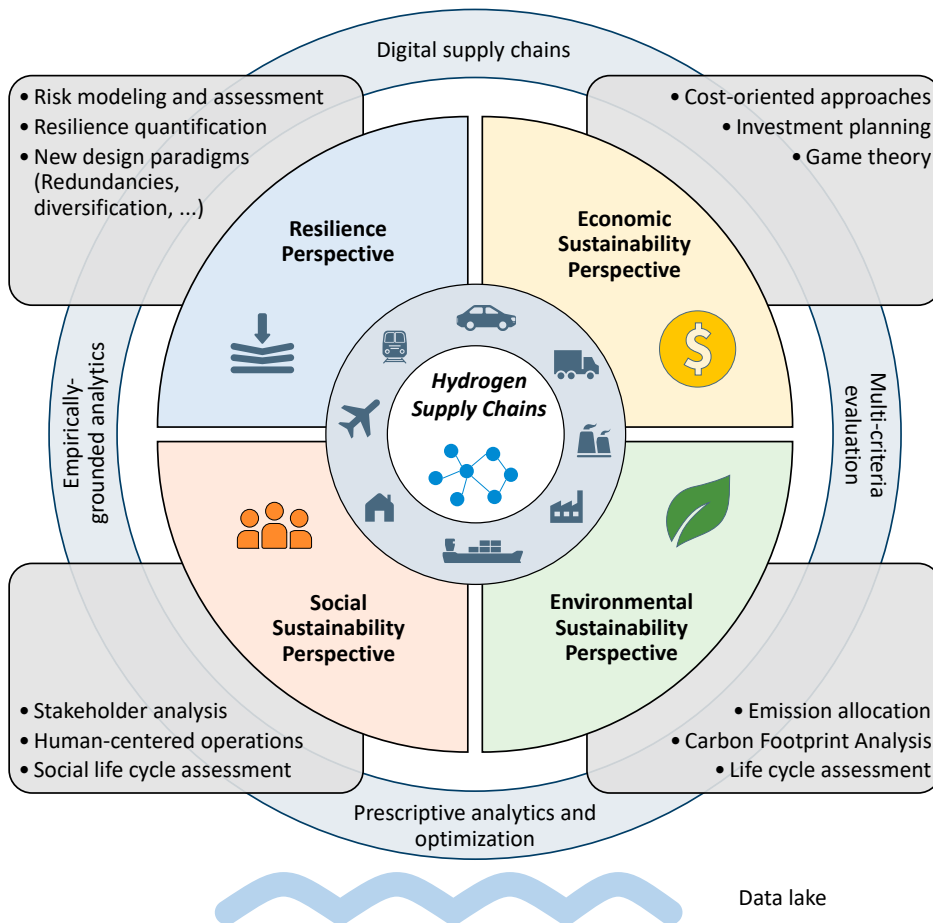 Digital supply chains
• Risk modeling and assessment
• Resilience quantification
• New design paradigms
(Redundancies,
diversification, ...)
• Cost-oriented approaches
• Investment planning
• Game theory
Resilience
Perspective
Economic
Sustainability
Perspective
Hydrogen
Supply Chains
Empirically-
grounded analytics
Multi-criteria
evaluation
Social
Sustainability
Perspective
Environmental
Sustainability
Perspective
• Stakeholder analysis
• Human-centered operations
• Social life cycle assessment
• Emission allocation
• Carbon Footprint Analysis
• Life cycle assessment
Prescriptive analytics and
optimization
Data lake